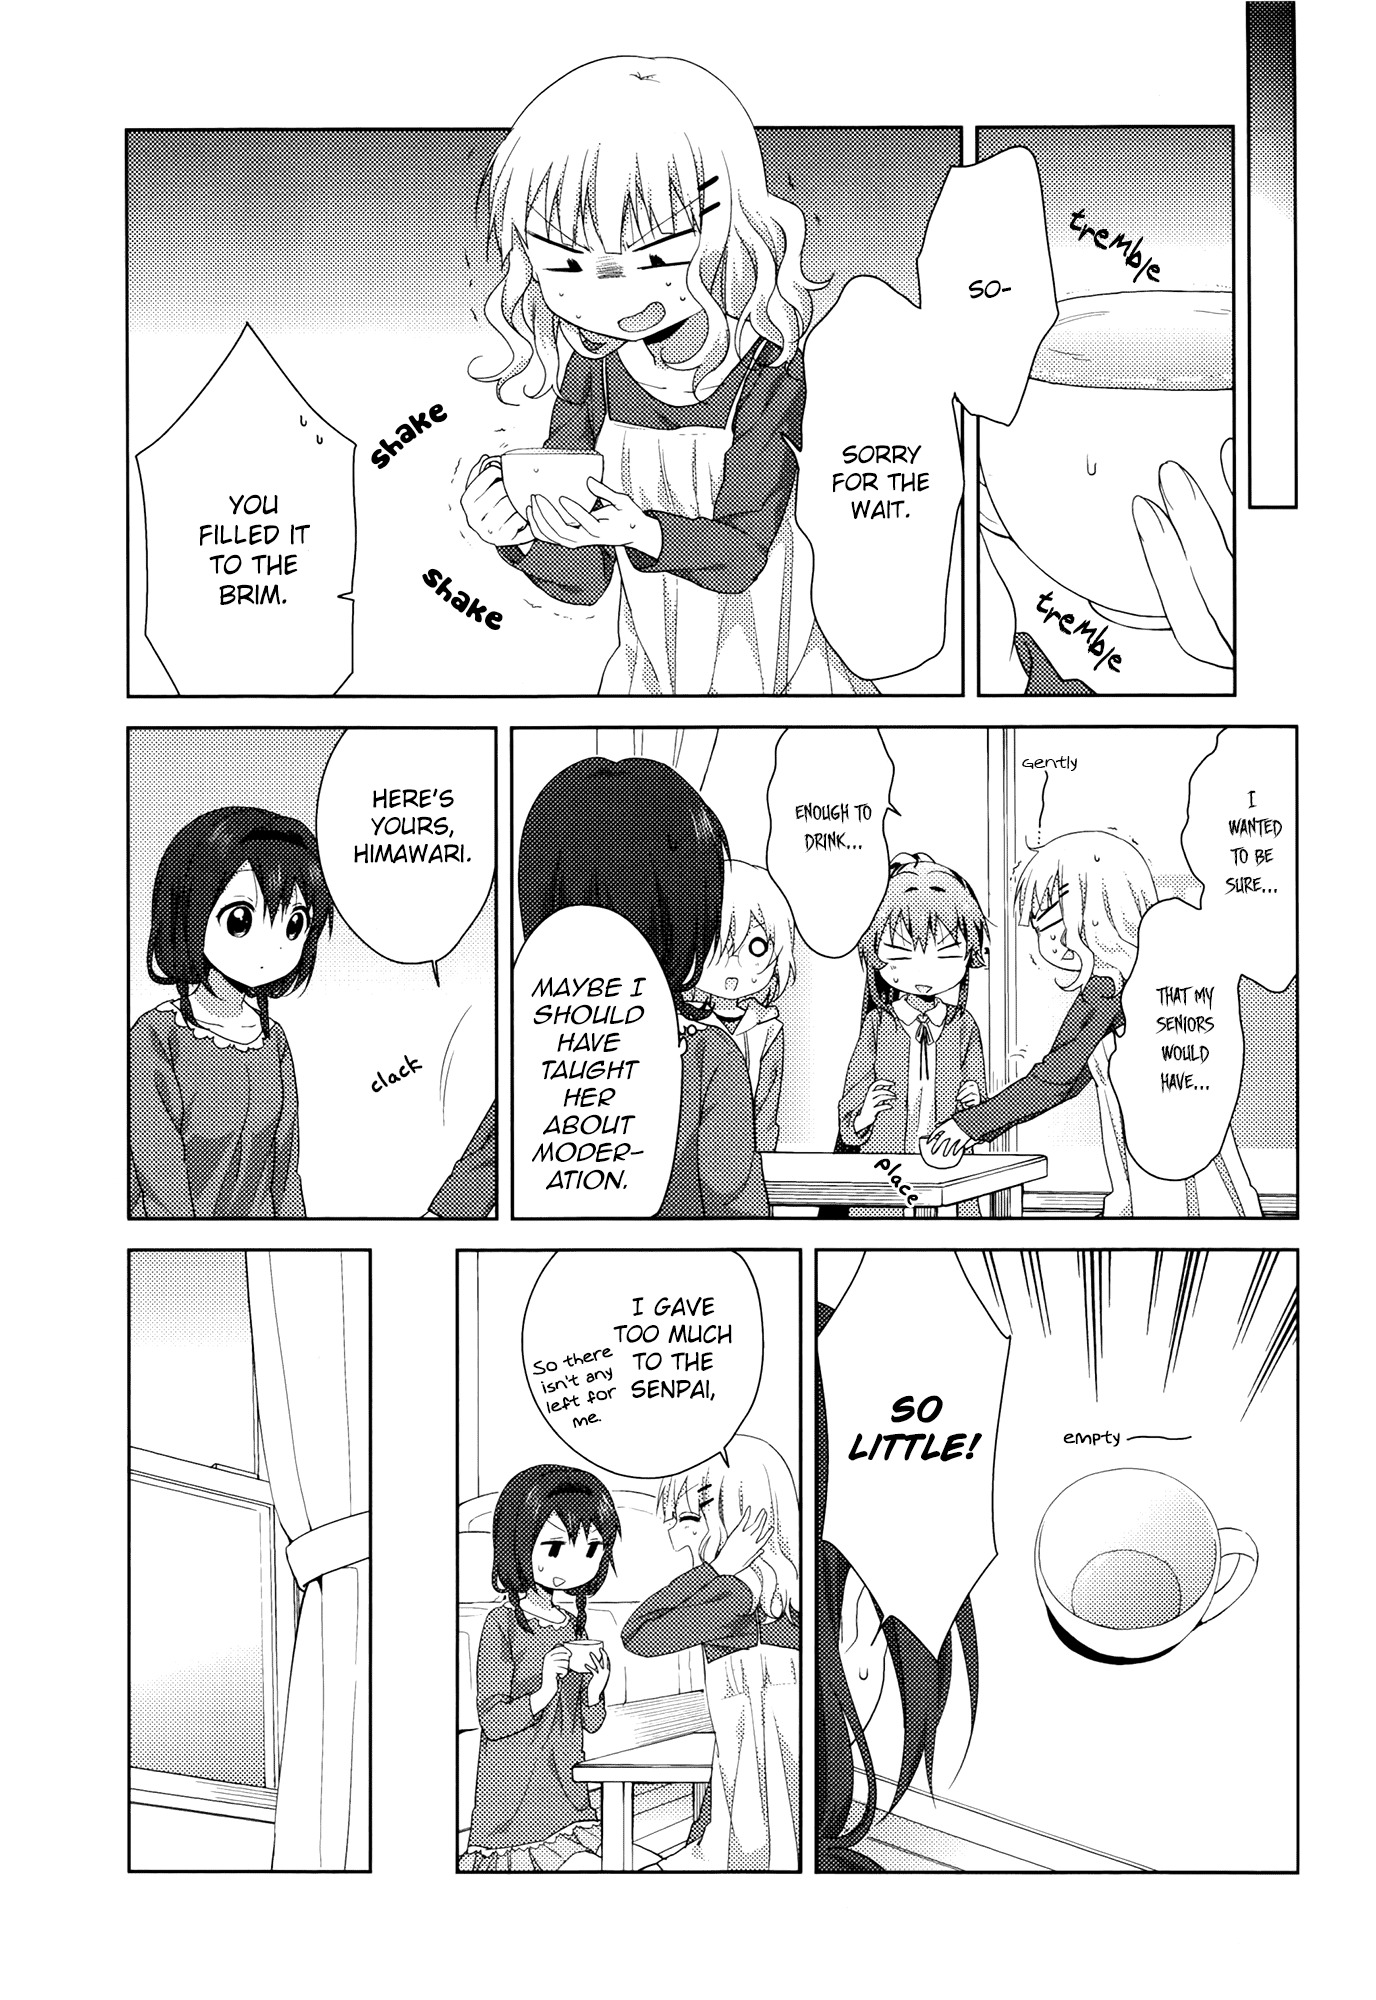 tremble
SO-
tremble
SORRY
FOR THE
WAIT.
shake
shake
YOU
FILLED IT
TO THE
BRIM.
I
WANTED
TO BE
SURE...
Gently
THAT MY
SENIORS
WOULD
HAVE...
ENOUGH TO
DRINK...
place
MAYBE I
SHOULD
HAVE
TAUGHT
HER
ABOUT
MODER-
ATION.
HERE'S
YOURS,
HIMAWARI.
clack
empty
SO
LITTLE!
I GAVE
TOO MUCH
TO THE
SENPAI,
So there
isn't any
left for
me.